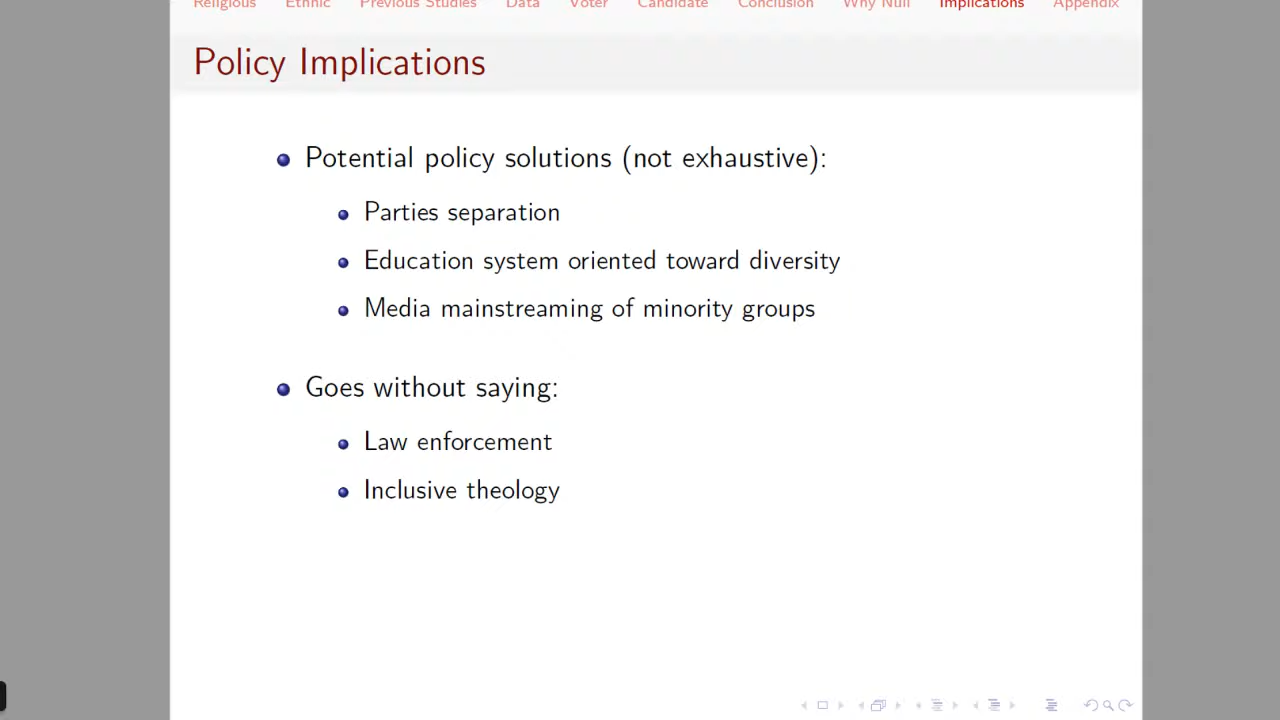 Religious Ethnic Previous Studies Data Voter Candidate Conclusion Why Null Implications Appendix
Policy Implications
Potential policy solutions (not exhaustive):
Parties separation
Education system oriented toward diversity
Media mainstreaming of minority groups
Goes without saying:
Law enforcement
Inclusive theology